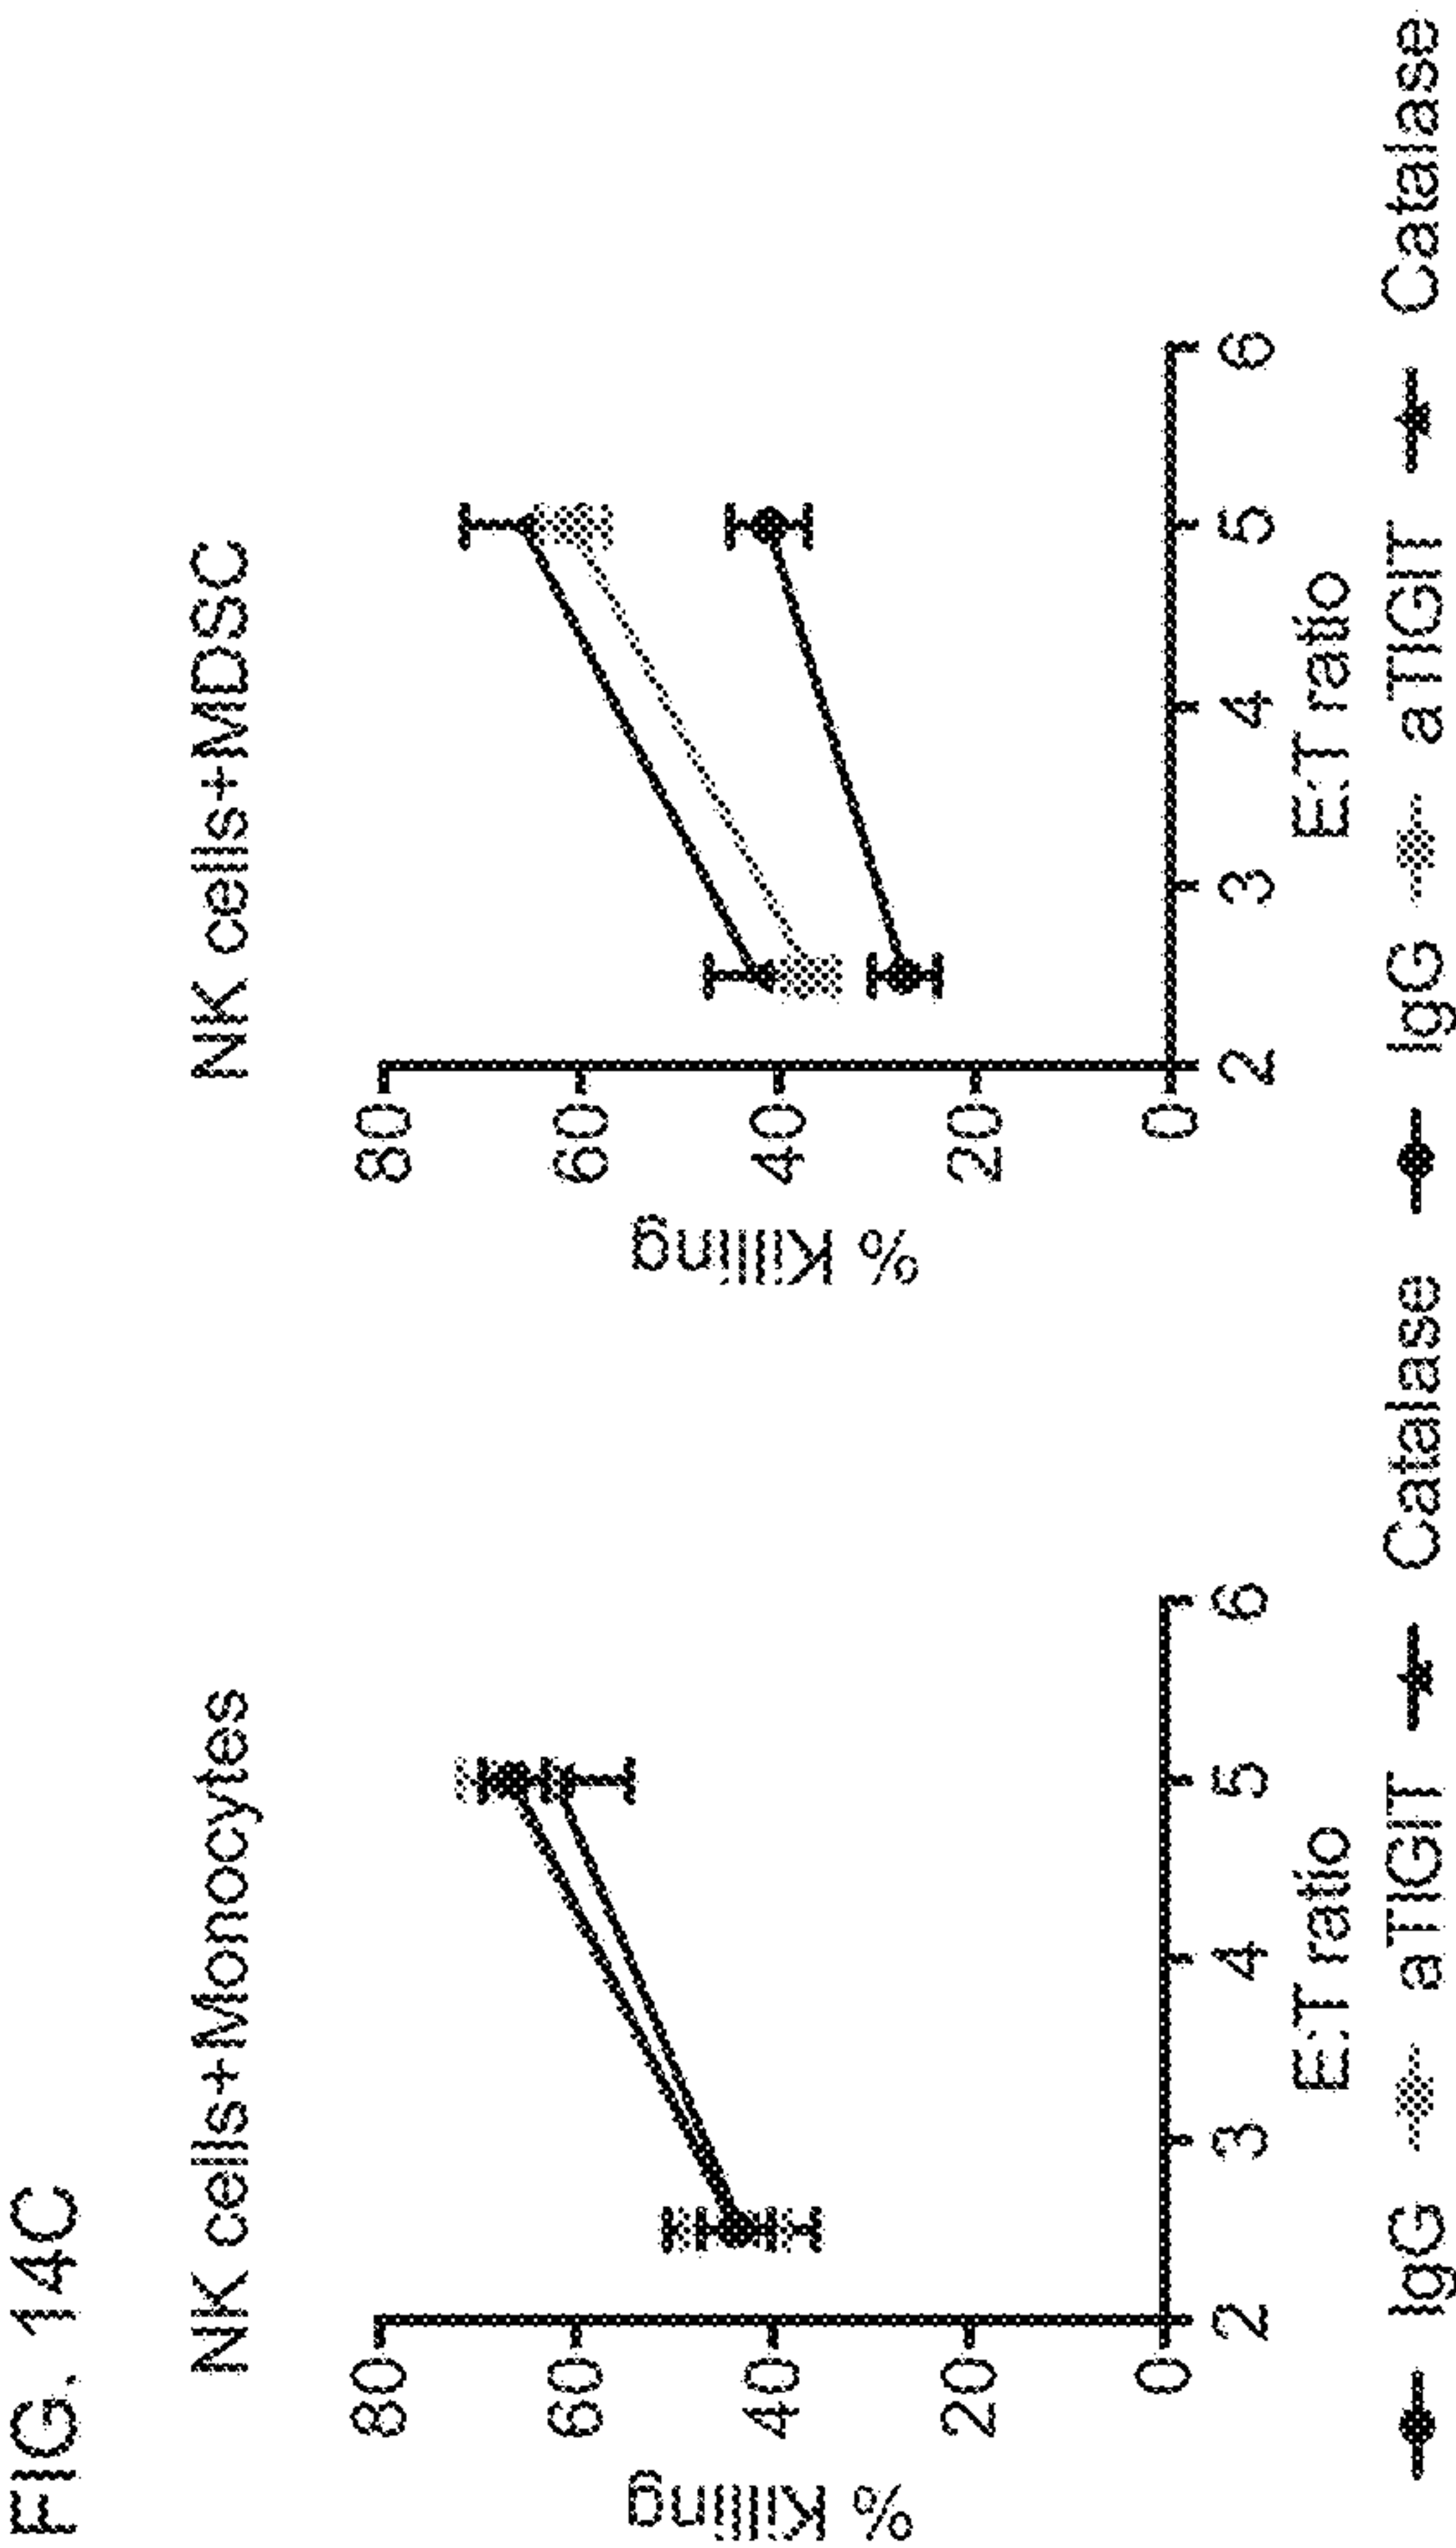 FIG. 14C
NK cells+Monocytes
% Killing
80
60
40
20
0
2 3 4 5 6
E:T ratio
IgG aTIGIT Catalase
NK cells+MDSC
% Killing
80
60
40
20
0
2 3 4 5 6
E:T ratio
IgG aTIGIT Catalase